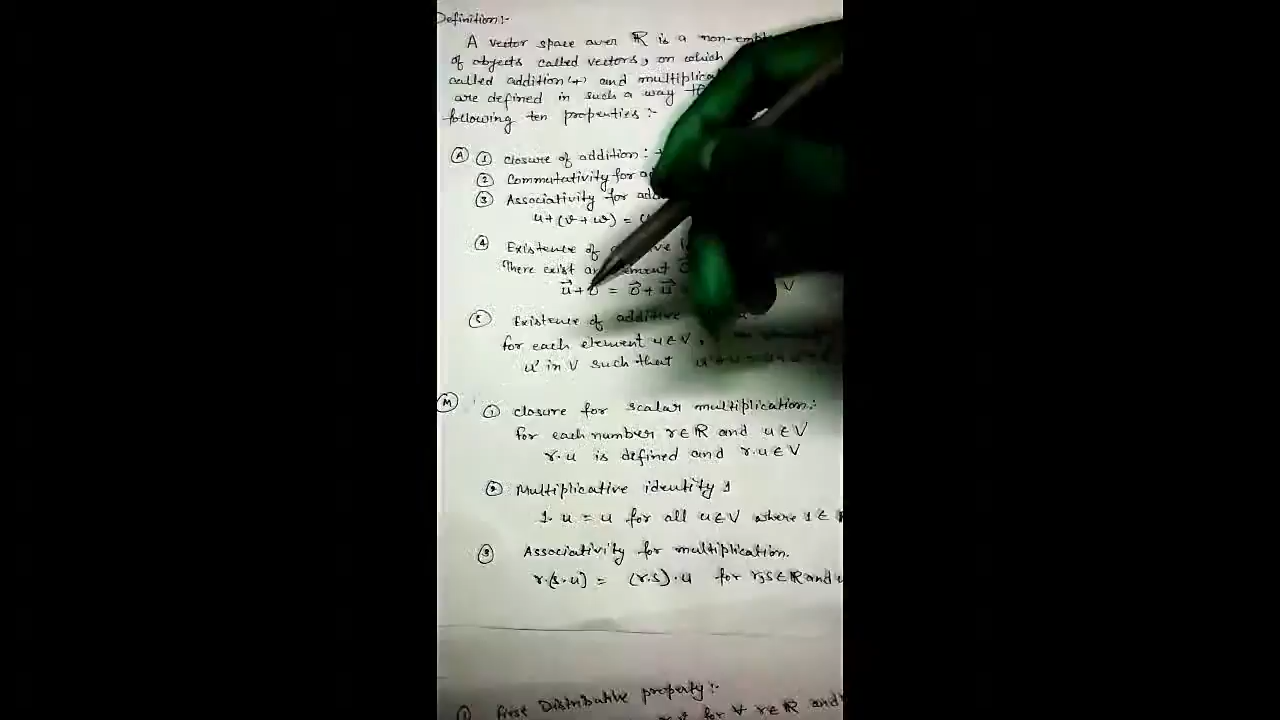 Definition:-
A vector space over ℝ is a non-
of objects called vectors, on which
called addition (+) and
are defined in such a way
following ten properties :-
Ⓐ ① closure of addition :
② Commutativity for
③ Associativity for
u+(v+w) =
④ Existence of
There exist
u⃗+0⃗ = 0⃗+u⃗ V
Existence of additive
for each element u∈V,
u' in V such that
Ⓜ ① closure for scalar multiplication:-
for each number r∈ℝ and u∈V
r.u is defined and r.u∈V
② Multiplicative identity 1
1.u = u for all u∈V where 1∈
③ Associativity for multiplication.
r.(s.u) = (r.s).u for r,s∈ℝ and
① First Distributive property:-
for ∀ r∈ℝ and